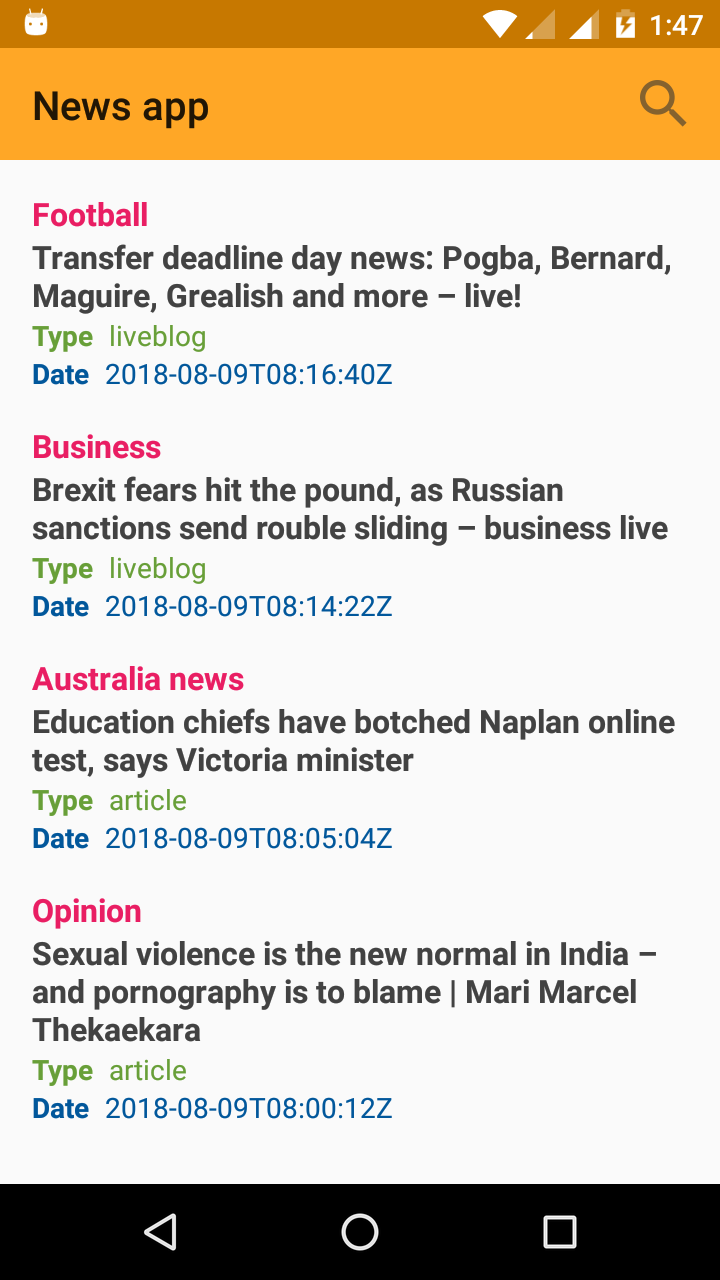 1:47
News app
Football
Transfer deadline day news: Pogba, Bernard,
Maguire, Grealish and more – live!
Type liveblog
Date 2018-08-09T08:16:40Z
Business
Brexit fears hit the pound, as Russian
sanctions send rouble sliding – business live
Type liveblog
Date 2018-08-09T08:14:22Z
Australia news
Education chiefs have botched Naplan online
test, says Victoria minister
Type article
Date 2018-08-09T08:05:04Z
Opinion
Sexual violence is the new normal in India –
and pornography is to blame | Mari Marcel
Thekaekara
Type article
Date 2018-08-09T08:00:12Z